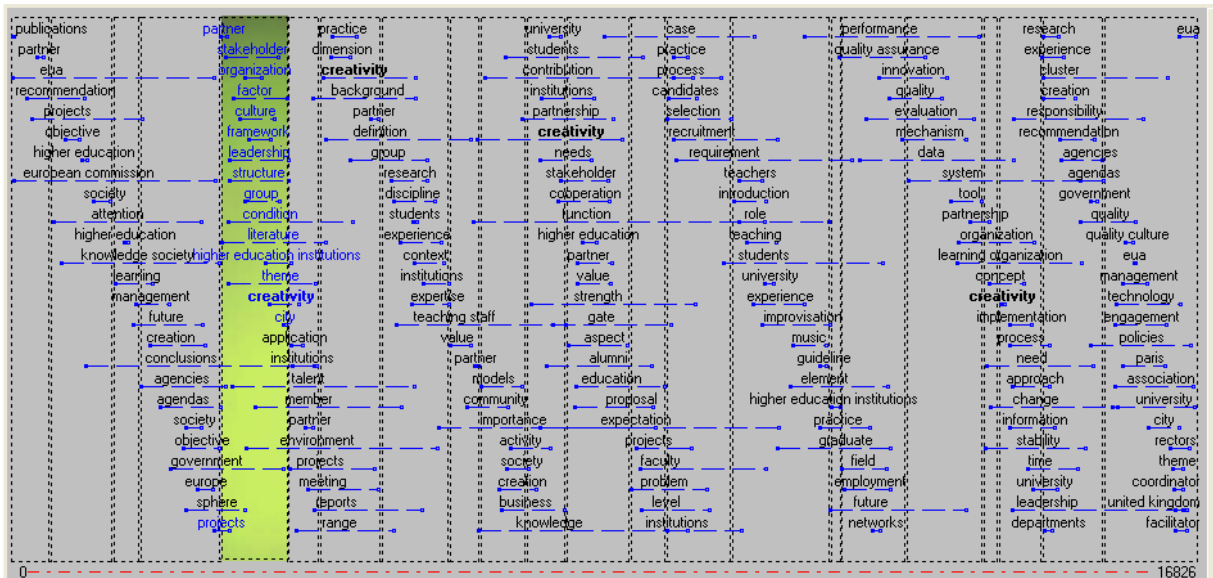 publications partner practice university case performance research eua
partner stakeholder dimension students practice quality assurance experience
eua organization creativity contribution process innovation cluster
recommendation factor background institutions candidates quality creation
projects culture partner partnership selection evaluation responsibility
objective framework definition creativity recruitment mechanism recommendation
higher education leadership group needs requirement data agencies
european commission structure research stakeholder teachers system agendas
society group discipline cooperation introduction tool government
attention condition students function role partnership quality
higher education literature experience higher education teaching organization quality culture
knowledge society higher education institutions context partner students learning organization eua
learning theme institutions value university concept management
management creativity expertise strength experience creativity technology
future city teaching staff gate improvisation implementation engagement
creation application value aspect music process policies
conclusions institutions partner alumni guideline need paris
agencies talent models education element approach association
agendas member community proposal higher education institutions change university
society partner importance expectation practice information city
objective environment activity projects graduate stability rectors
government projects society faculty field time theme
europe meeting creation problem employment university coordinator
sphere reports business level future leadership united kingdom
projects range knowledge institutions networks departments facilitator
0 16826